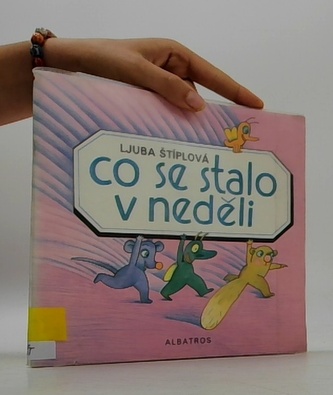 LJUBA ŠTÍPLOVÁ
co se stalo
v neděli
ALBATROS